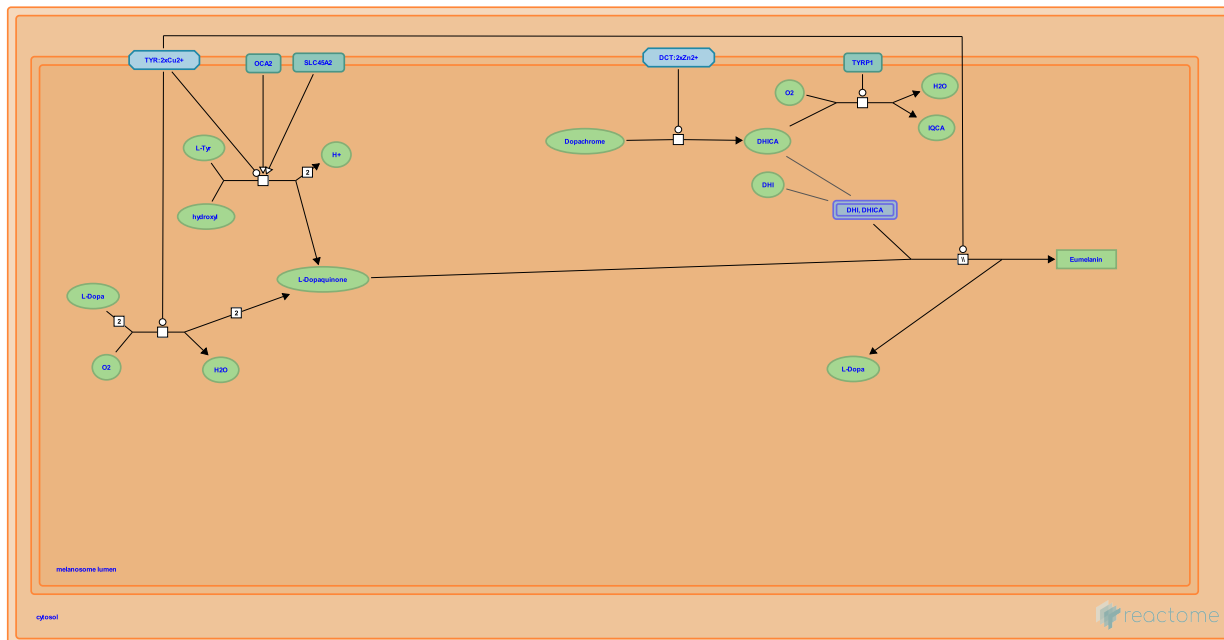 TYR:2xCu2+
OCA2
SLC45A2
DCT:2xZn2+
TYRP1
O2
H2O
IQCA
L-Tyr
H+
2
Dopachrome
DHICA
hydroxyl
DHI
DHI, DHICA
L-Dopaquinone
\\
Eumelanin
L-Dopa
2
2
O2
H2O
L-Dopa
melanosome lumen
cytosol
reactome